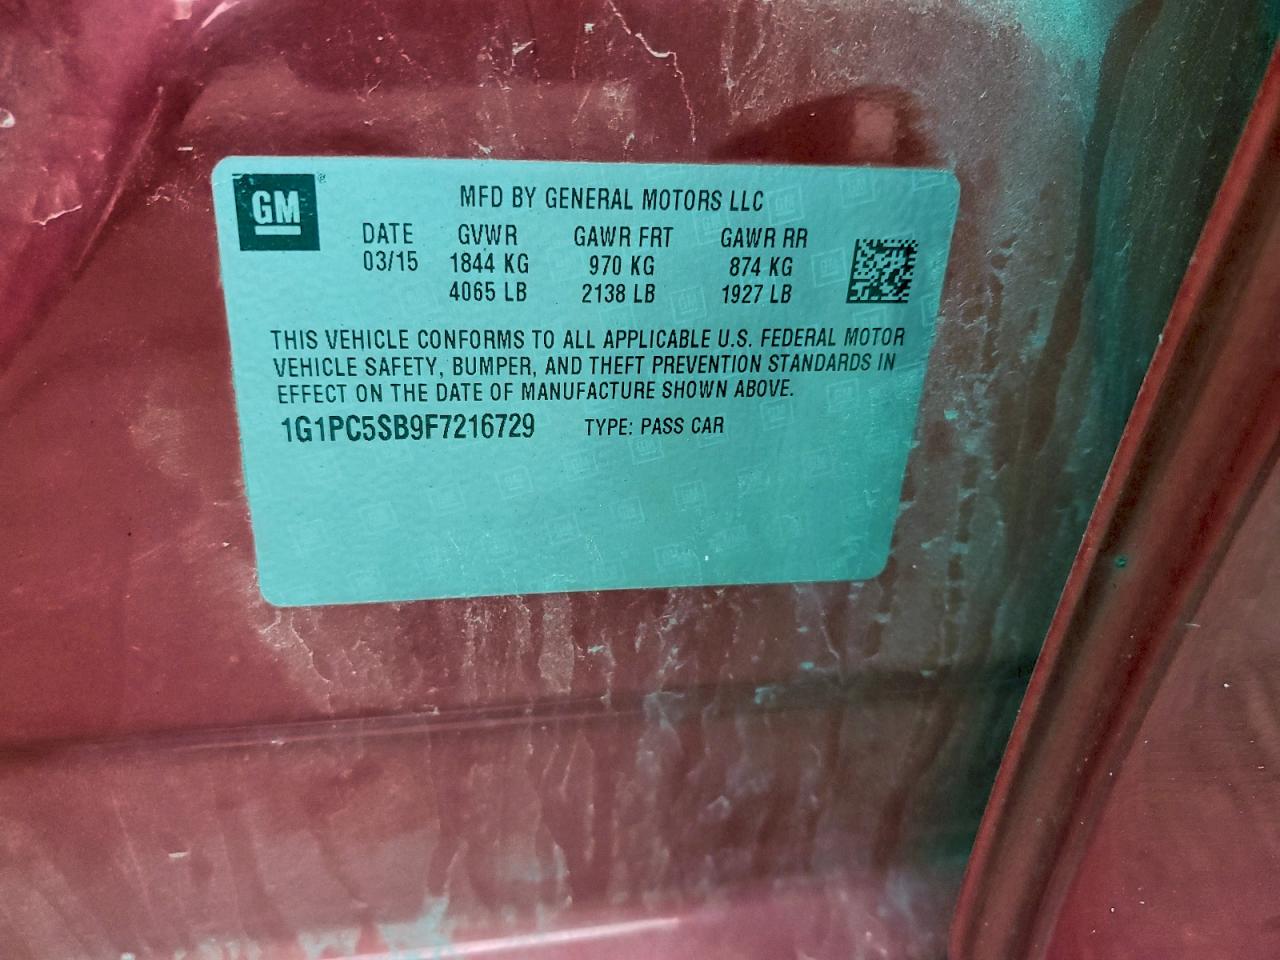 GM®
MFD BY GENERAL MOTORS LLC
DATE GVWR GAWR FRT GAWR RR
03/15 1844 KG 970 KG 874 KG
4065 LB 2138 LB 1927 LB
THIS VEHICLE CONFORMS TO ALL APPLICABLE U.S. FEDERAL MOTOR
VEHICLE SAFETY, BUMPER, AND THEFT PREVENTION STANDARDS IN
EFFECT ON THE DATE OF MANUFACTURE SHOWN ABOVE.
1G1PC5SB9F7216729 TYPE: PASS CAR